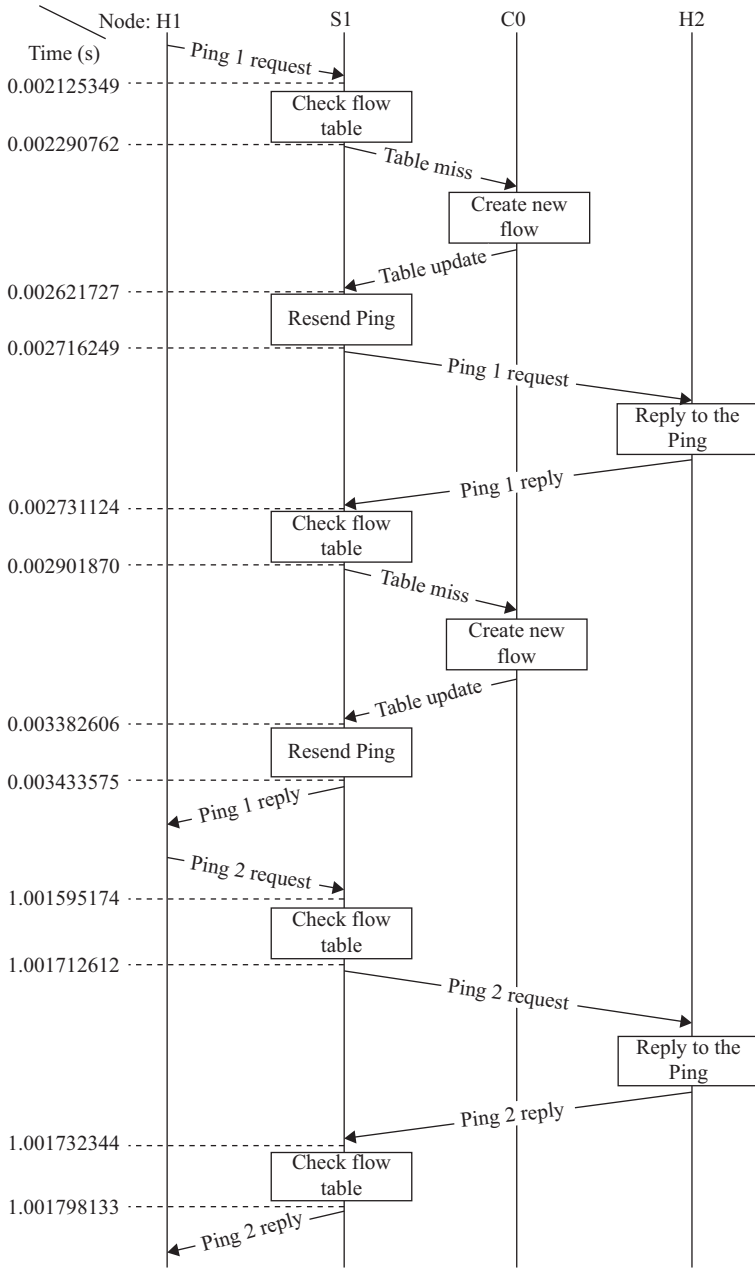 Node: H1 S1 C0 H2
Time (s)
Ping 1 request
0.002125349
Check flow
table
0.002290762
Table miss
Create new
flow
Table update
0.002621727
Resend Ping
0.002716249
Ping 1 request
Reply to the
Ping
Ping 1 reply
0.002731124
Check flow
table
0.002901870
Table miss
Create new
flow
Table update
0.003382606
Resend Ping
0.003433575
Ping 1 reply
Ping 2 request
1.001595174
Check flow
table
1.001712612
Ping 2 request
Reply to the
Ping
Ping 2 reply
1.001732344
Check flow
table
1.001798133
Ping 2 reply